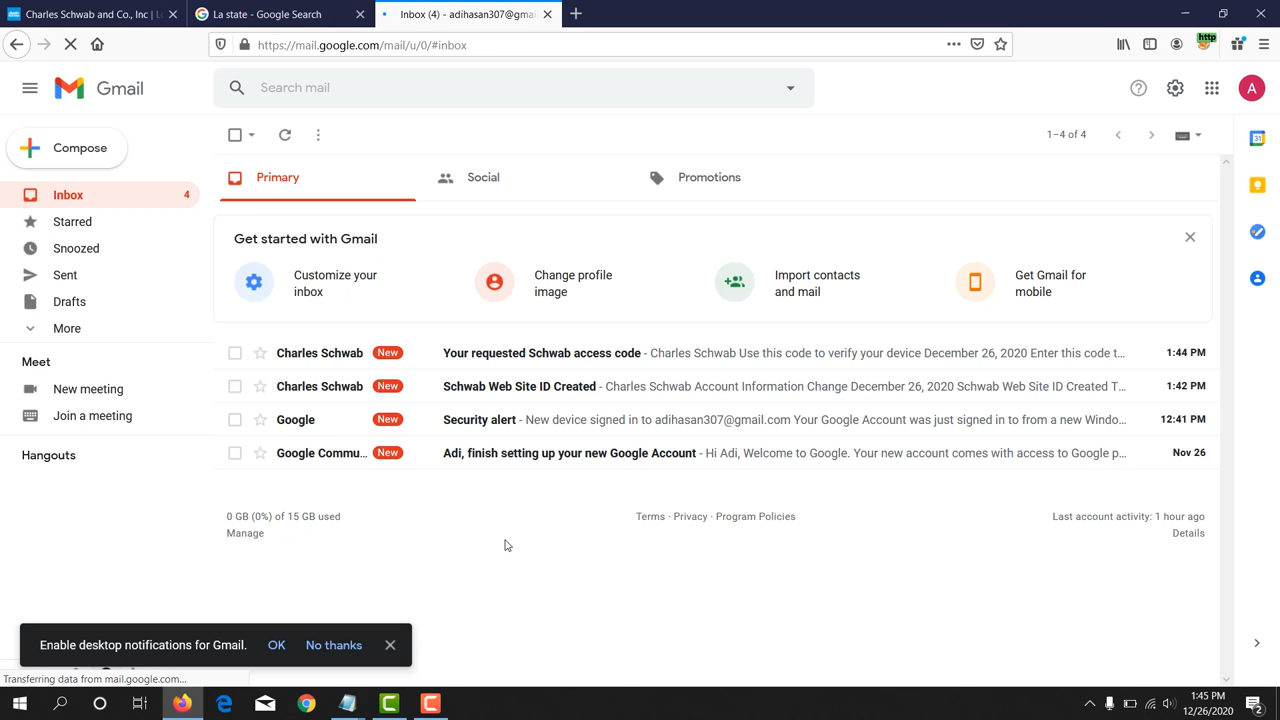 Charles Schwab and Co., Inc | Lo
La state - Google Search
Inbox (4) - adihasan307@gmai
https://mail.google.com/mail/u/0/#inbox
http
Gmail
Search mail
A
Compose
1–4 of 4
31
Inbox
4
Primary
Social
Promotions
Starred
Snoozed
Sent
Drafts
More
Get started with Gmail
Customize your
inbox
Change profile
image
Import contacts
and mail
Get Gmail for
mobile
Charles Schwab New Your requested Schwab access code - Charles Schwab Use this code to verify your device December 26, 2020 Enter this code t... 1:44 PM
Charles Schwab New Schwab Web Site ID Created - Charles Schwab Account Information Change December 26, 2020 Schwab Web Site ID Created T... 1:42 PM
Google New Security alert - New device signed in to adihasan307@gmail.com Your Google Account was just signed in to from a new Windo... 12:41 PM
Google Commu... New Adi, finish setting up your new Google Account - Hi Adi, Welcome to Google. Your new account comes with access to Google p... Nov 26
Meet
New meeting
Join a meeting
Hangouts
0 GB (0%) of 15 GB used
Manage
Terms · Privacy · Program Policies
Last account activity: 1 hour ago
Details
Enable desktop notifications for Gmail. OK No thanks
Transferring data from mail.google.com...
1:45 PM
12/26/2020
2